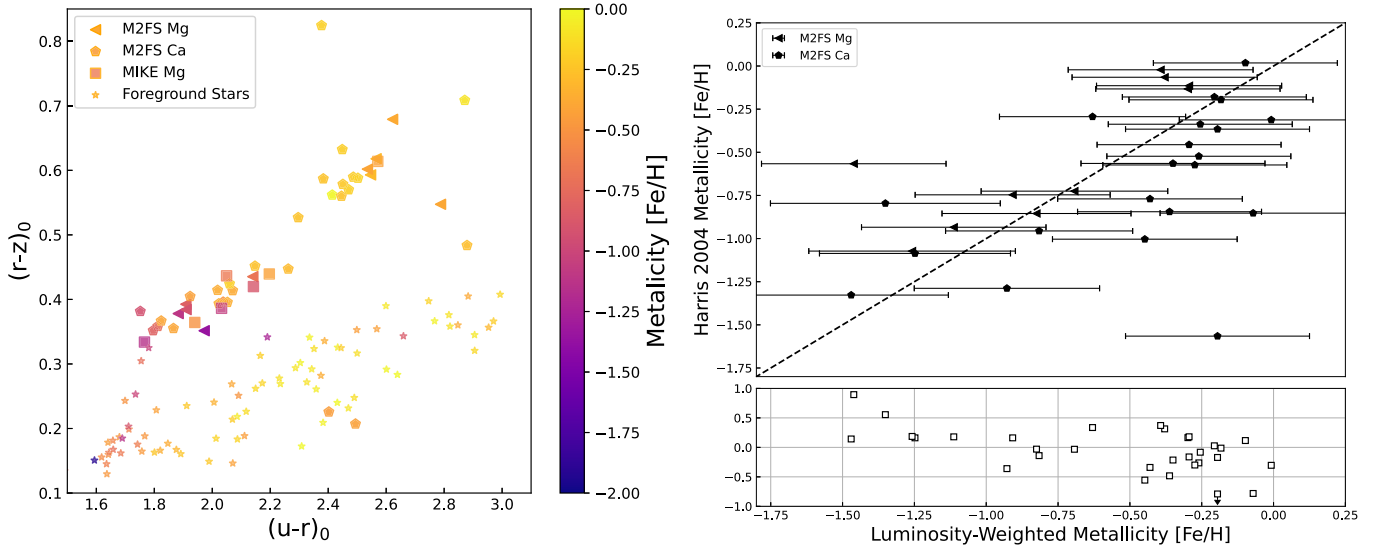 M2FS Mg
M2FS Ca
MIKE Mg
Foreground Stars
0.8
0.7
0.6
0.5
0.4
0.3
0.2
0.1
(r-z)0
1.6 1.8 2.0 2.2 2.4 2.6 2.8 3.0
(u-r)0
0.00
−0.25
−0.50
−0.75
−1.00
−1.25
−1.50
−1.75
−2.00
Metalicity [Fe/H]
M2FS Mg
M2FS Ca
0.25
0.00
−0.25
−0.50
−0.75
−1.00
−1.25
−1.50
−1.75
Harris 2004 Metallicity [Fe/H]
1.0
0.5
0.0
−0.5
−1.0
−1.75 −1.50 −1.25 −1.00 −0.75 −0.50 −0.25 0.00 0.25
Luminosity-Weighted Metallicity [Fe/H]